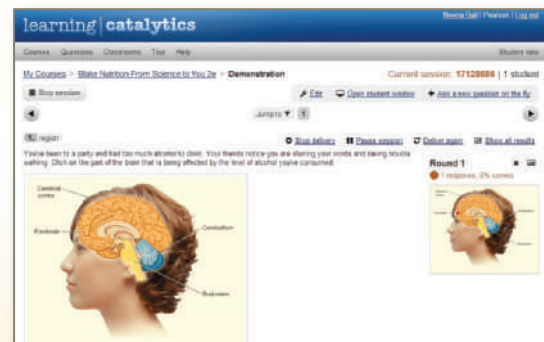 learning | catalytics
Reema Dalí | Pearson | Log out
Courses Questions Classrooms Tour Help
Student view
My Courses > Blake Nutrition From Science to You 2e > Demonstration
Current session: 17128886 | 1 student
Stop session
Edit
Open student window
Ask a new question on the fly
Jump to
1
1. region
Stop delivery
Pause session
Deliver again
Show all results
You've been to a party and had too much alcohol to drink. Your friends notice you are slurring your words and having trouble
walking. Click on the part of the brain that is being affected by the level of alcohol you've consumed.
Round 1
1 response, 0% correct
Cerebral
cortex
Forebrain
Cerebellum
Brainstem